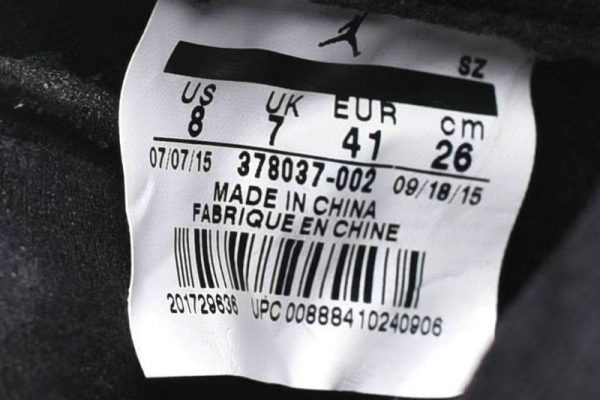 SZ
US UK EUR cm
8 7 41 26
07/07/15 378037-002 09/18/15
MADE IN CHINA
FABRIQUE EN CHINE
201729636 UPC 00888410240906